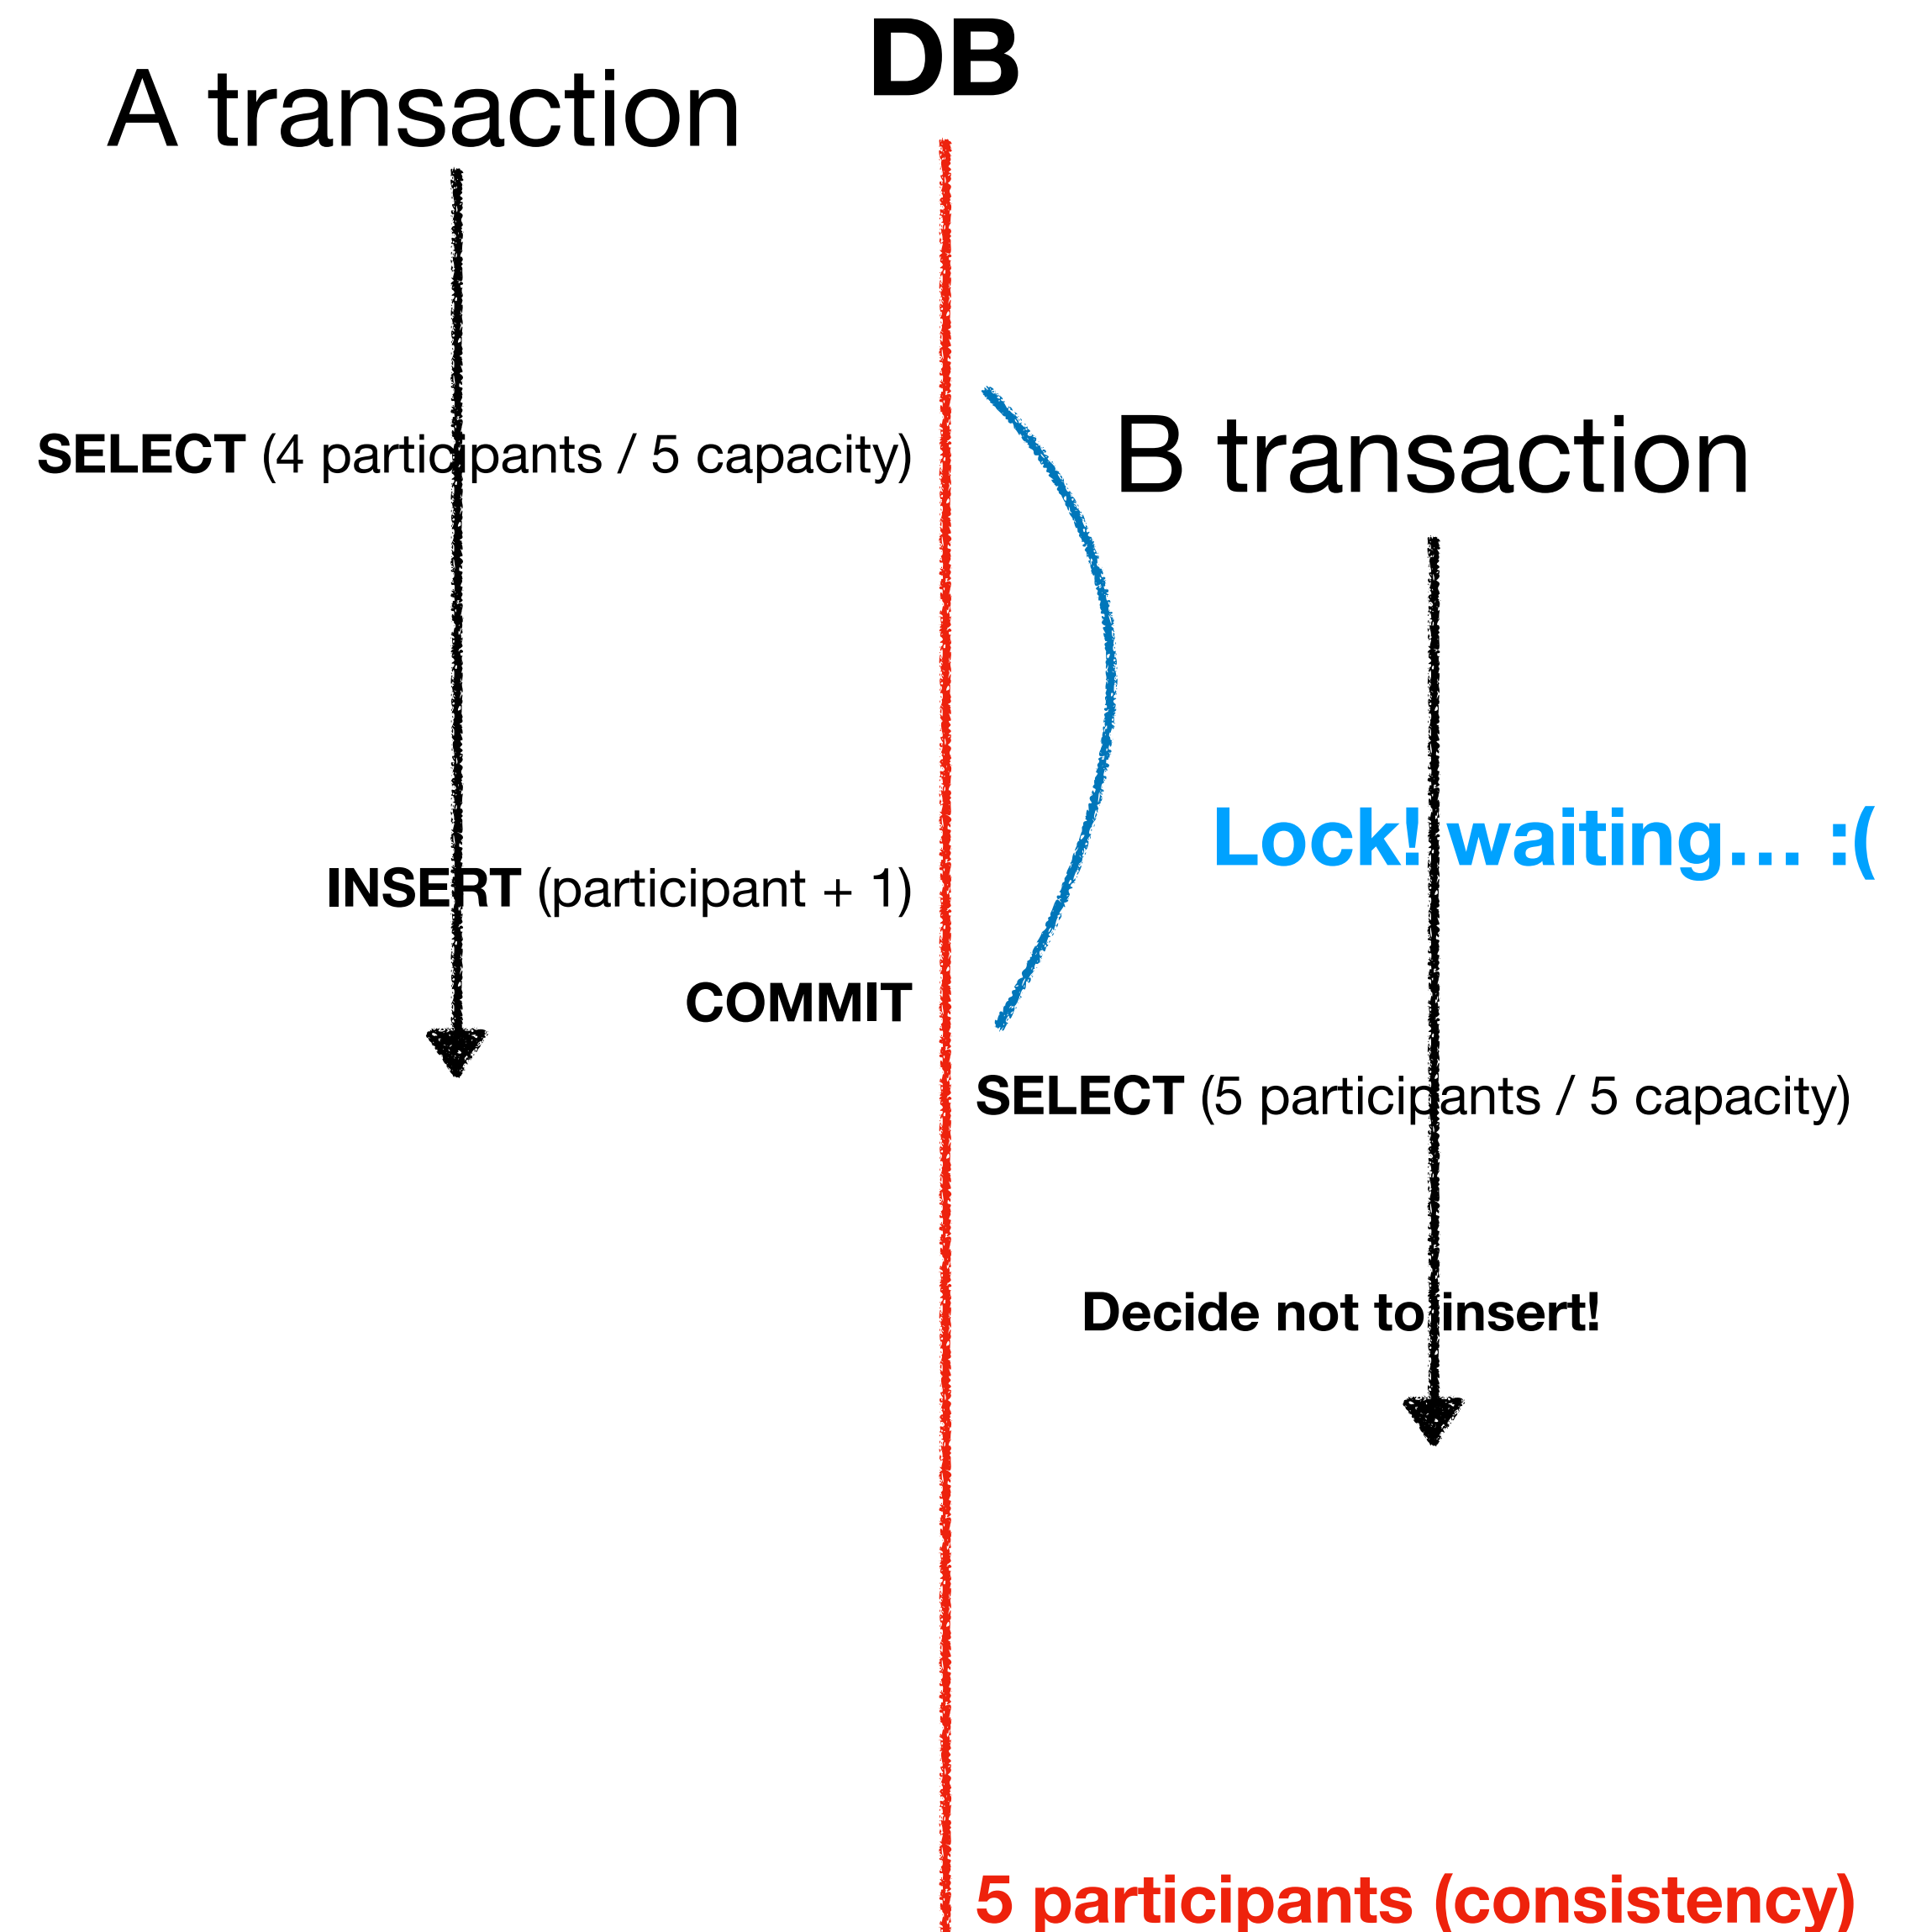 DB
A transaction
SELECT (4 participants / 5 capacity)
B transaction
Lock! waiting... :(
INSERT (participant + 1)
COMMIT
SELECT (5 participants / 5 capacity)
Decide not to insert!
5 participants (consistency)